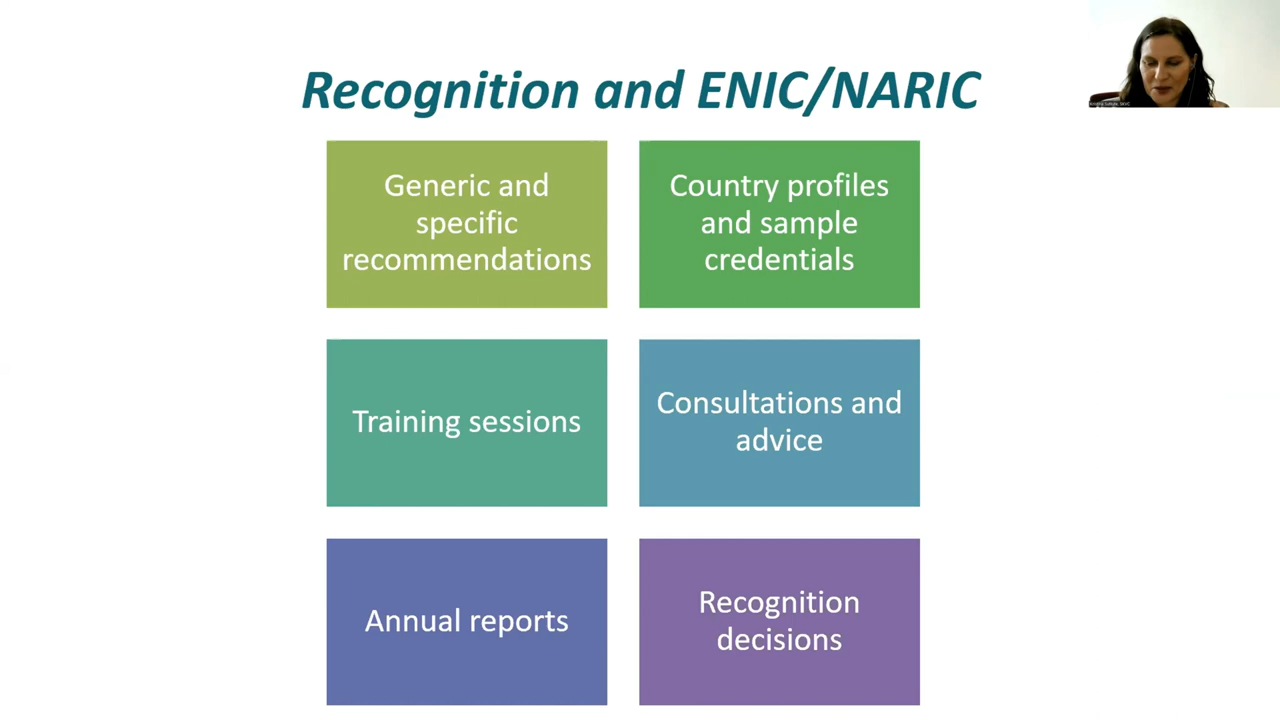 Recognition and ENIC/NARIC
Generic and
specific
recommendations
Country profiles
and sample
credentials
Training sessions
Consultations and
advice
Annual reports
Recognition
decisions